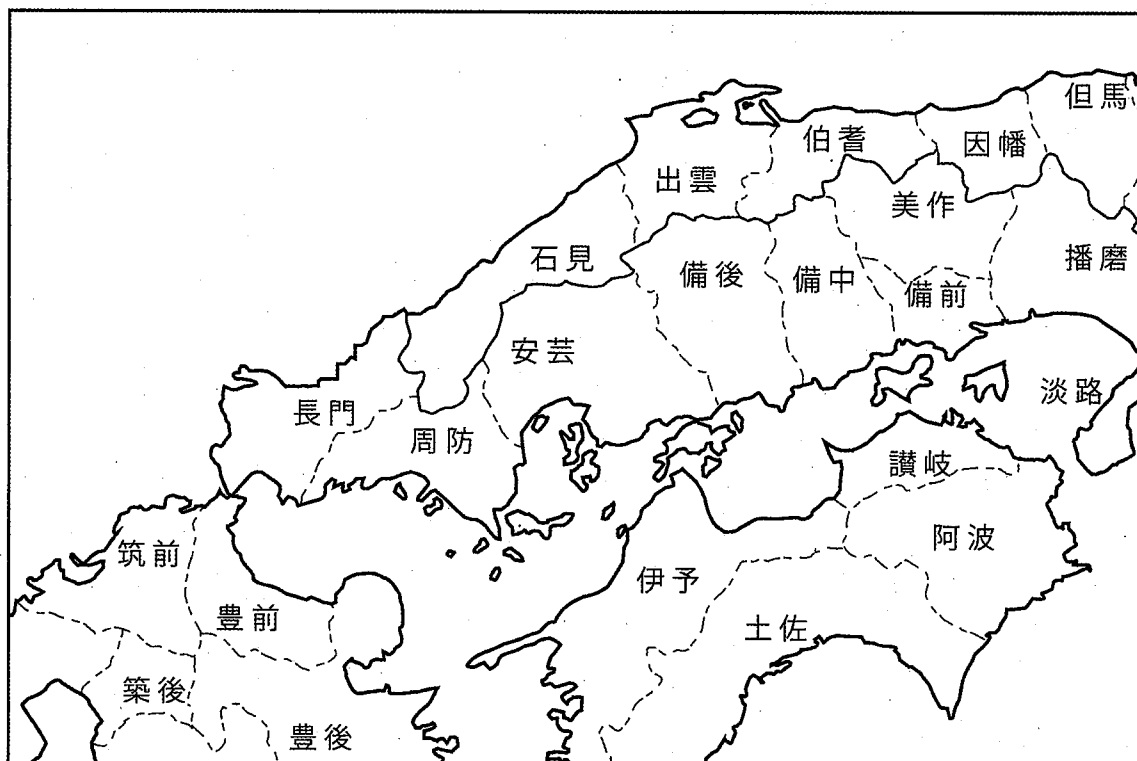 但馬
伯耆
因幡
出雲
美作
石見
備後
備中
備前
播磨
安芸
淡路
長門
周防
讃岐
筑前
阿波
伊予
豊前
土佐
築後
豊後